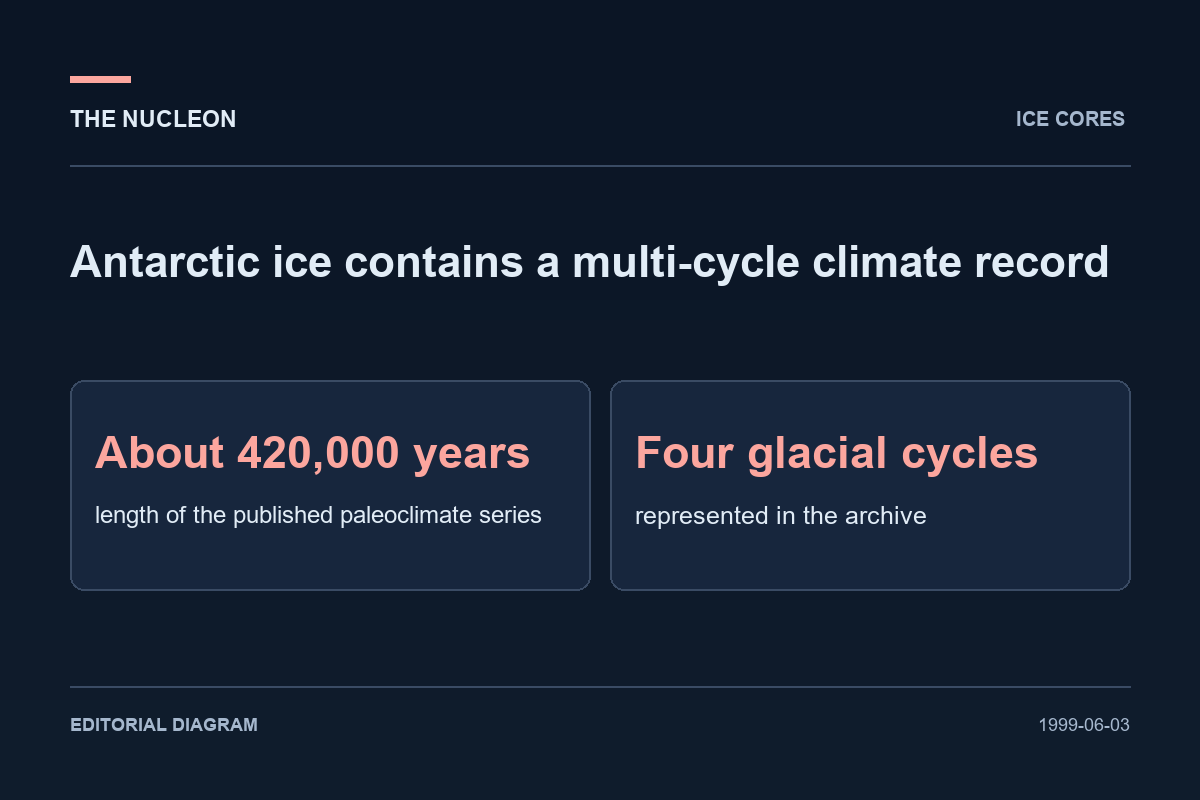 THE NUCLEON
ICE CORES
Antarctic ice contains a multi-cycle climate record
About 420,000 years
length of the published paleoclimate series
Four glacial cycles
represented in the archive
EDITORIAL DIAGRAM
1999-06-03